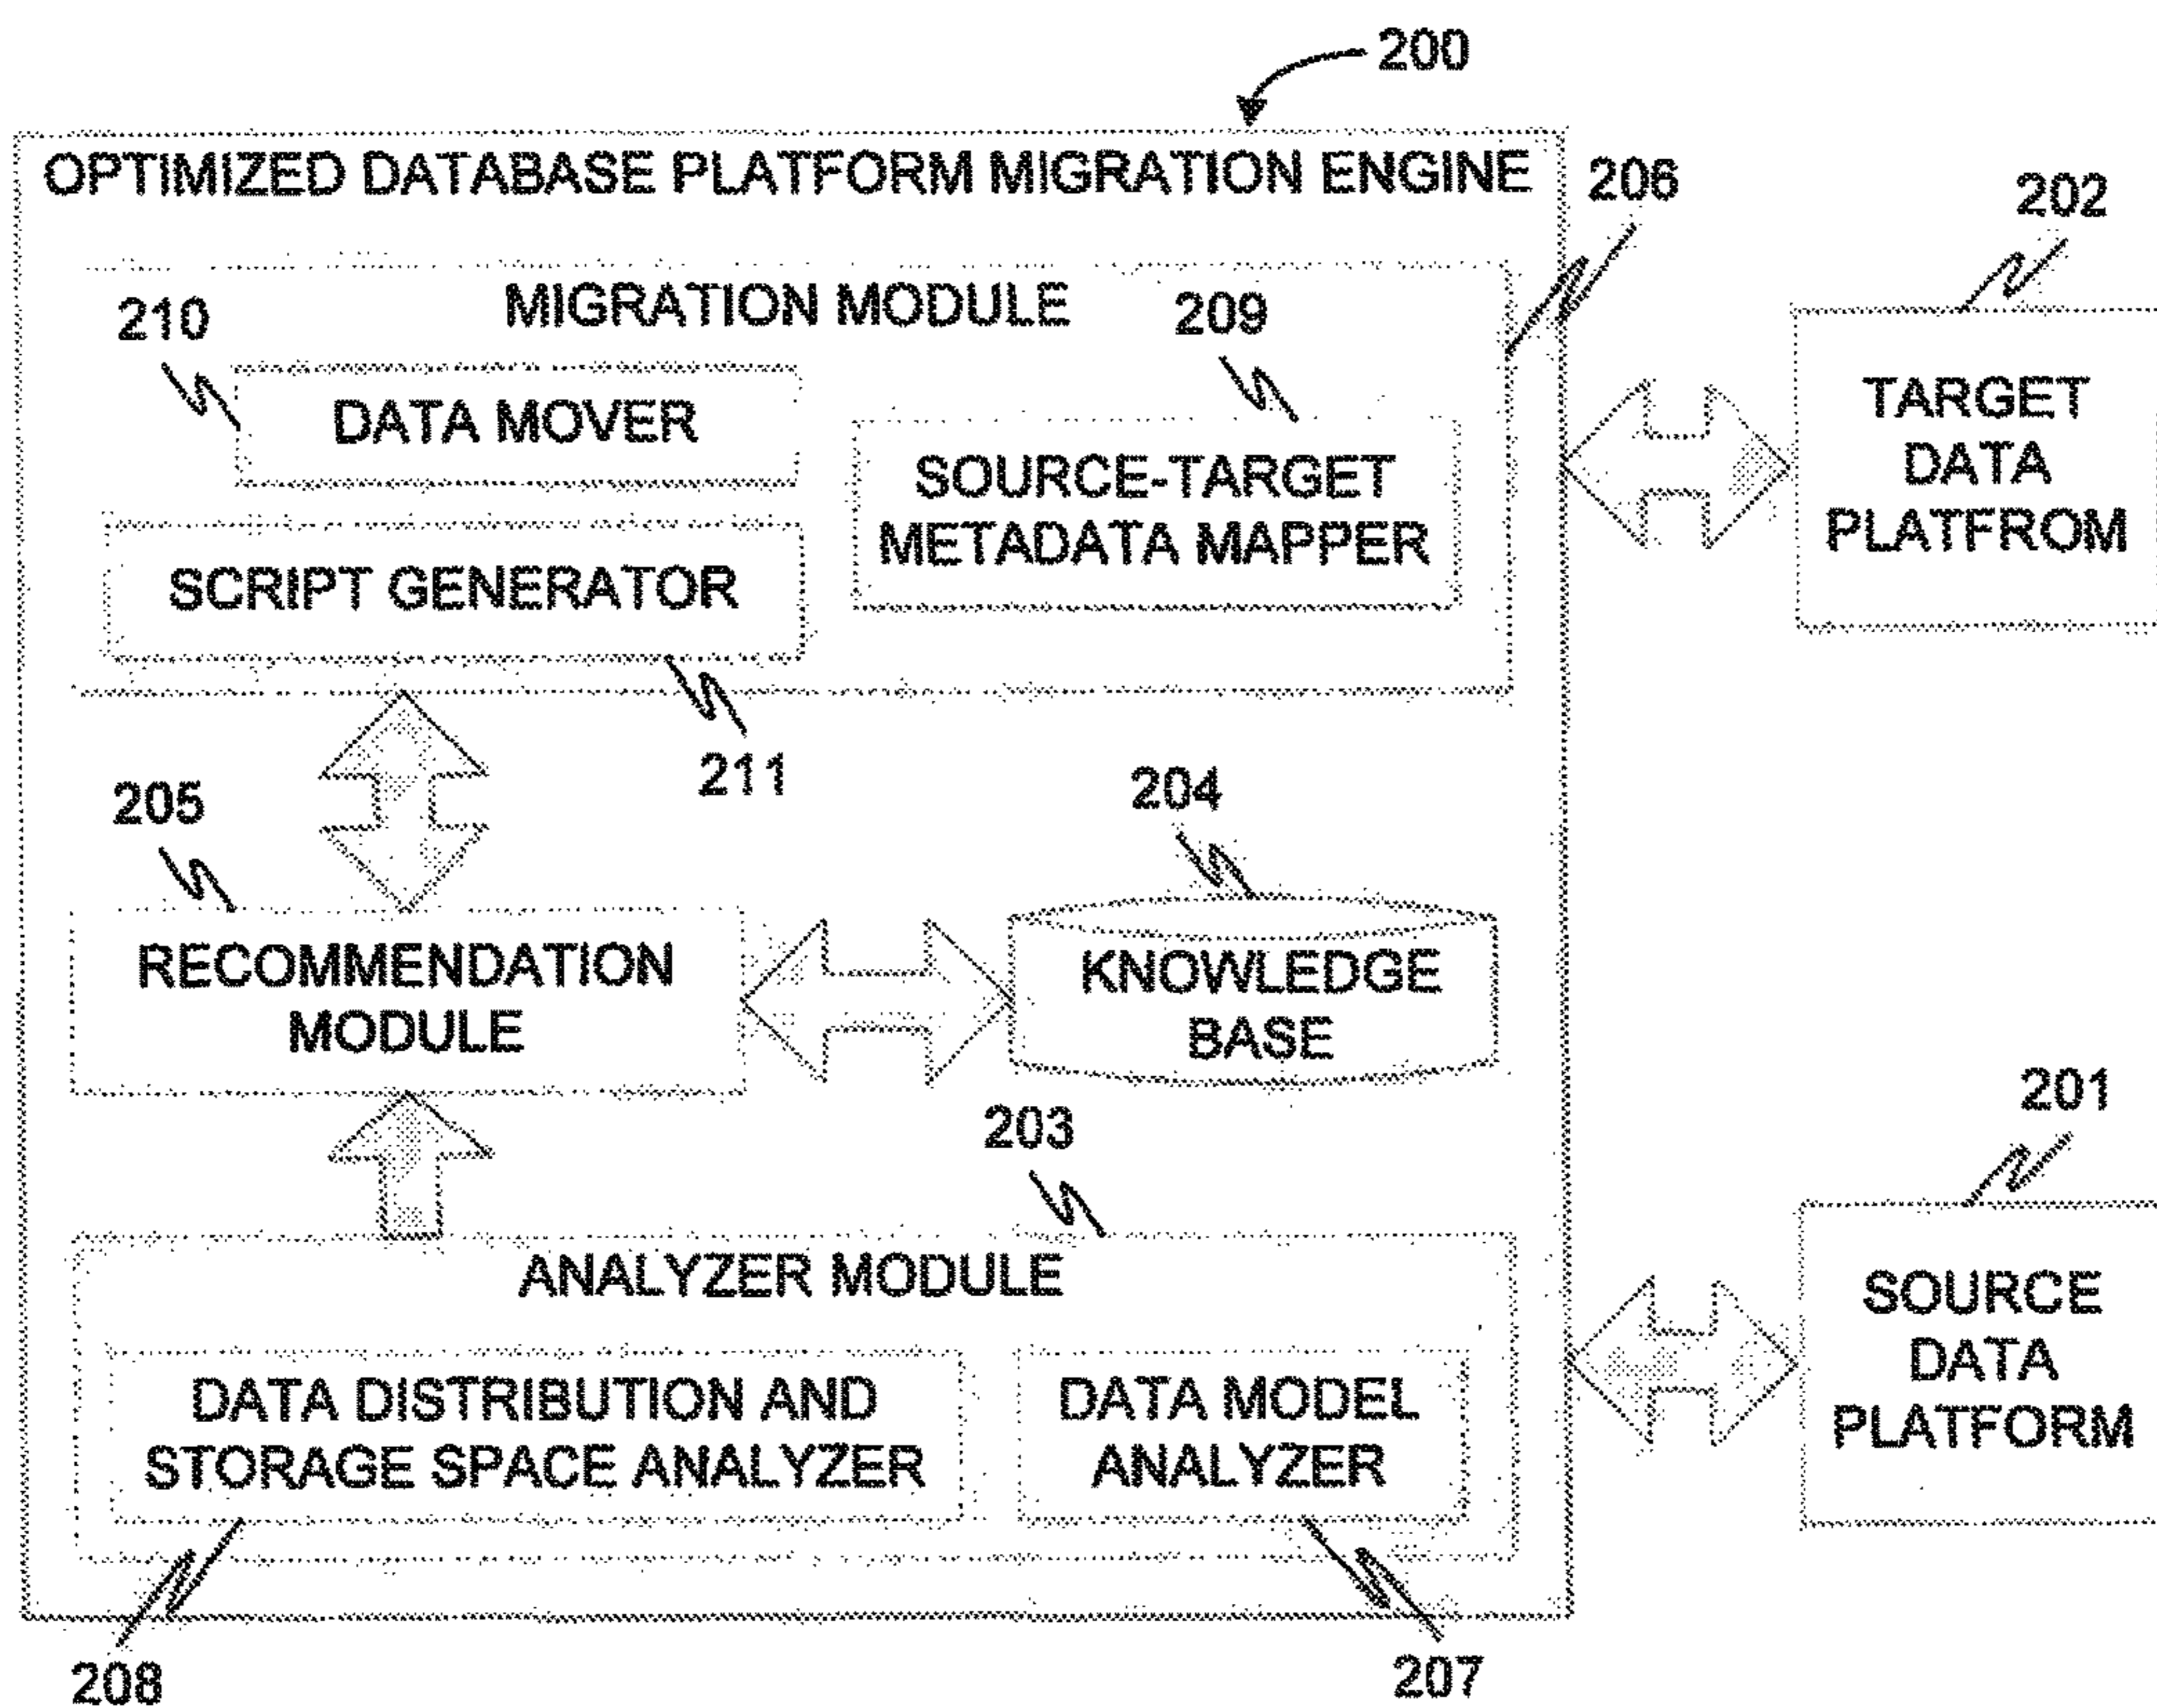 200
OPTIMIZED DATABASE PLATFORM MIGRATION ENGINE
206
202
MIGRATION MODULE
210
209
DATA MOVER
SOURCE-TARGET
METADATA MAPPER
SCRIPT GENERATOR
TARGET
DATA
PLATFROM
211
205
204
RECOMMENDATION
MODULE
KNOWLEDGE
BASE
203
201
ANALYZER MODULE
DATA DISTRIBUTION AND
STORAGE SPACE ANALYZER
DATA MODEL
ANALYZER
SOURCE
DATA
PLATFORM
208
207